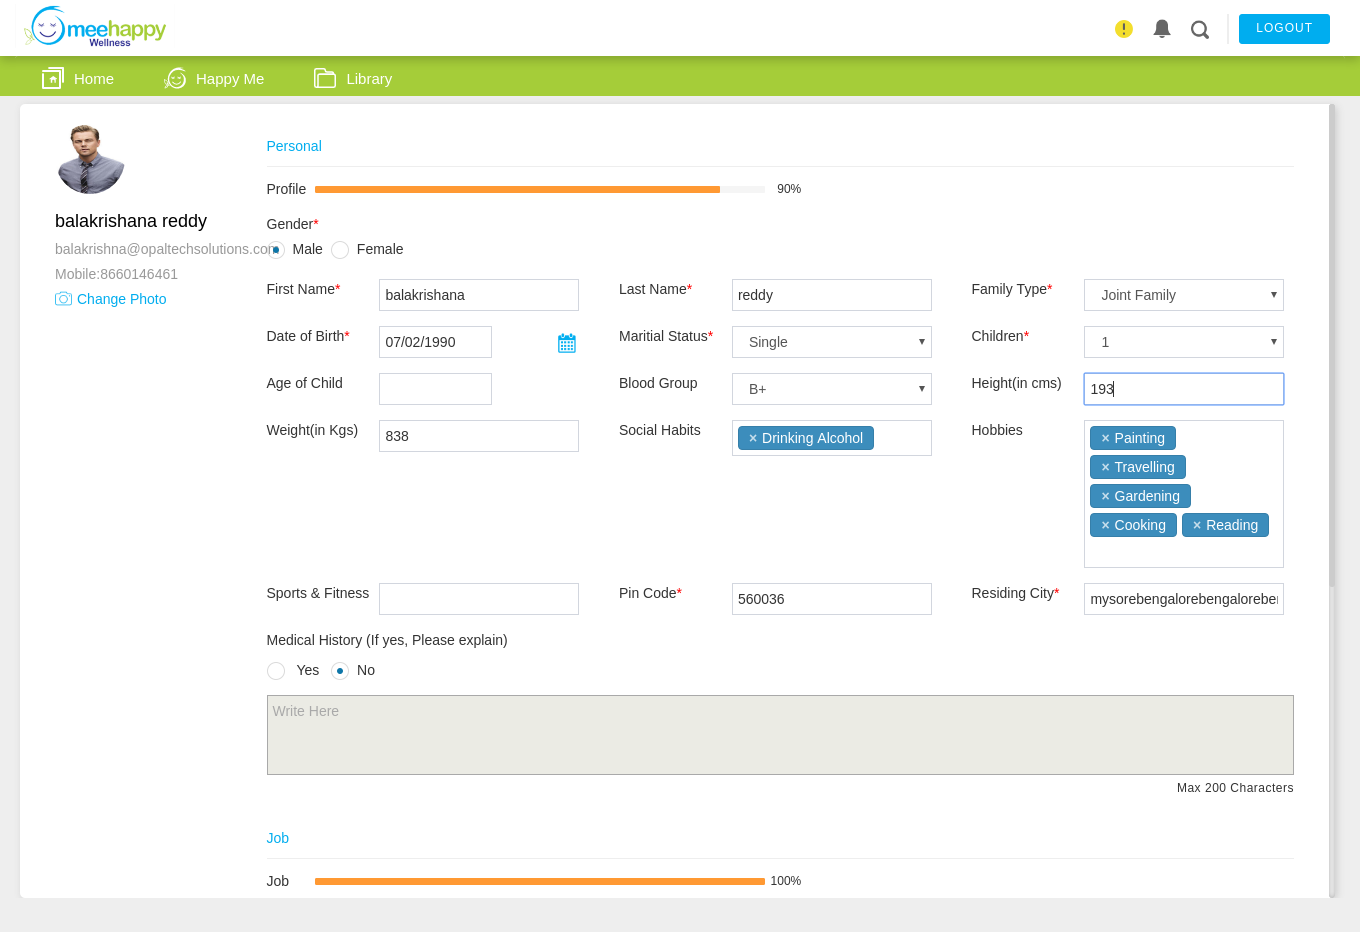 meehappy
Wellness
LOGOUT
Home
Happy Me
Library
balakrishana reddy
balakrishna@opaltechsolutions.com
Mobile:8660146461
Change Photo
Personal
Profile 90%
Gender*
Male Female
First Name* balakrishana Last Name* reddy Family Type* Joint Family
Date of Birth* 07/02/1990 Maritial Status* Single Children* 1
Age of Child Blood Group B+ Height(in cms) 193
Weight(in Kgs) 838 Social Habits × Drinking Alcohol Hobbies × Painting
× Travelling
× Gardening
× Cooking × Reading
Sports & Fitness Pin Code* 560036 Residing City* mysorebengalorebengalorebe
Medical History (If yes, Please explain)
Yes No
Write Here
Max 200 Characters
Job
Job 100%